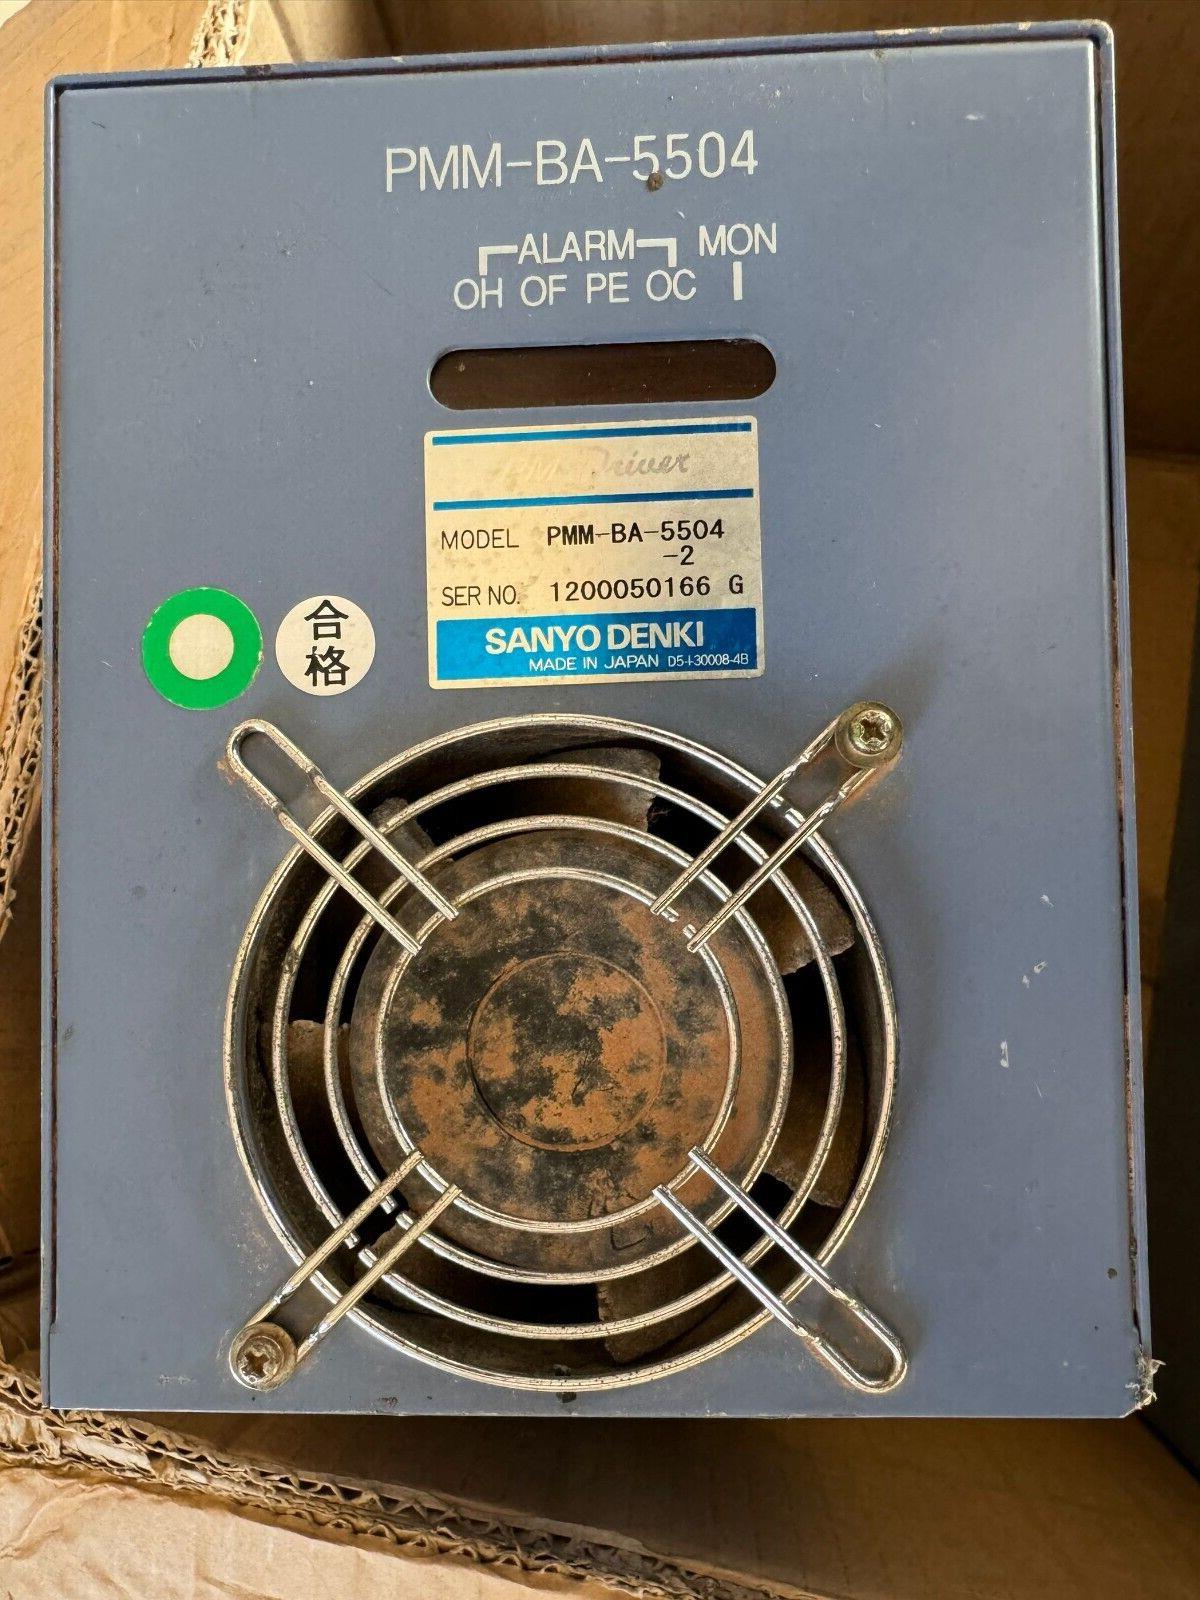 PMM-BA-5504
ALARM MON
OH OF PE OC
Driver
MODEL PMM-BA-5504
-2
SER NO. 1200050166 G
SANYO DENKI
MADE IN JAPAN D5-I-30008-4B
合
格